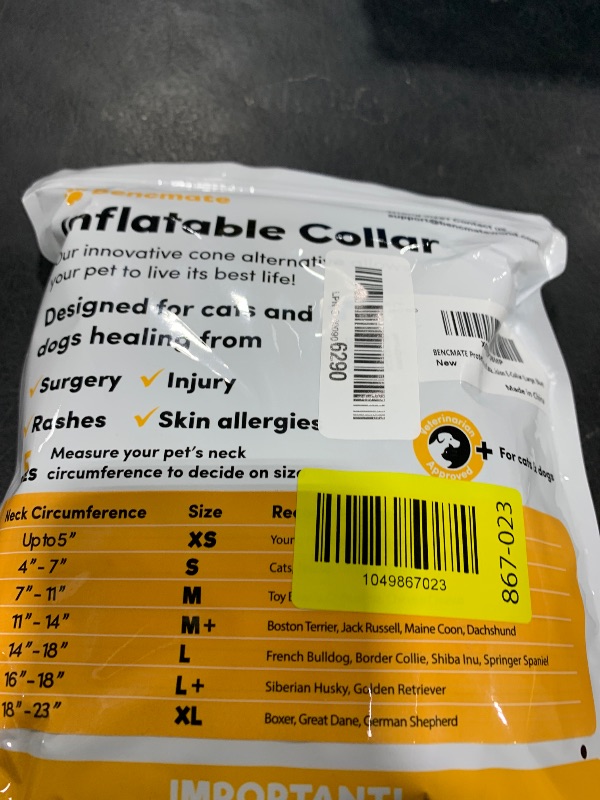 Bencmate
Inflatable Collar
our innovative cone alternati
your pet to live its best life!
Designed for cats and
dogs healing from
Surgery Injury
Rashes Skin allergies
Measure your pet's neck
circumference to decide on size
6290
BENCMATE
New
Made in
Veterinarian
Approved
+ For cats & dogs
1049867023
867-023
Neck Circumference Size Re
Up to 5" XS Your
4" - 7" S Cats,
7" - 11" M Toy
11" - 14" M+ Boston Terrier, Jack Russell, Maine Coon, Dachshund
14" - 18" L French Bulldog, Border Collie, Shiba Inu, Springer Spaniel
16" - 18" L+ Siberian Husky, Golden Retriever
18" - 23" XL Boxer, Great Dane, German Shepherd
IMPORTANT!